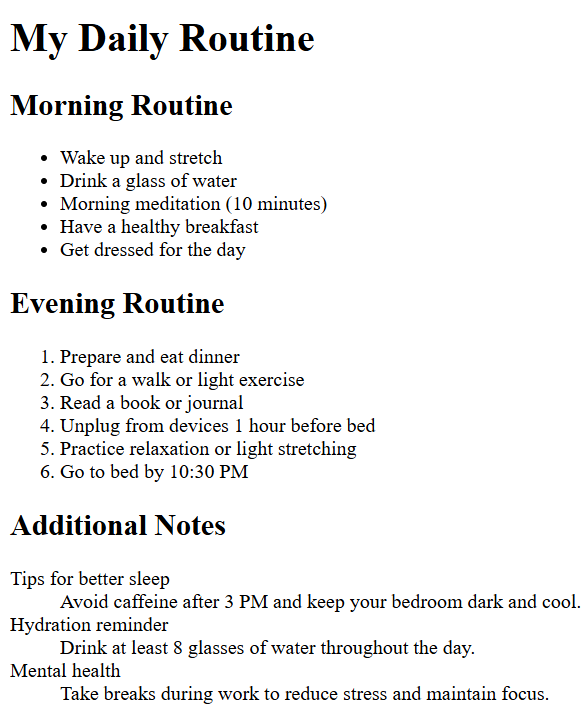 My Daily Routine
Morning Routine
• Wake up and stretch
• Drink a glass of water
• Morning meditation (10 minutes)
• Have a healthy breakfast
• Get dressed for the day
Evening Routine
1. Prepare and eat dinner
2. Go for a walk or light exercise
3. Read a book or journal
4. Unplug from devices 1 hour before bed
5. Practice relaxation or light stretching
6. Go to bed by 10:30 PM
Additional Notes
Tips for better sleep
Avoid caffeine after 3 PM and keep your bedroom dark and cool.
Hydration reminder
Drink at least 8 glasses of water throughout the day.
Mental health
Take breaks during work to reduce stress and maintain focus.